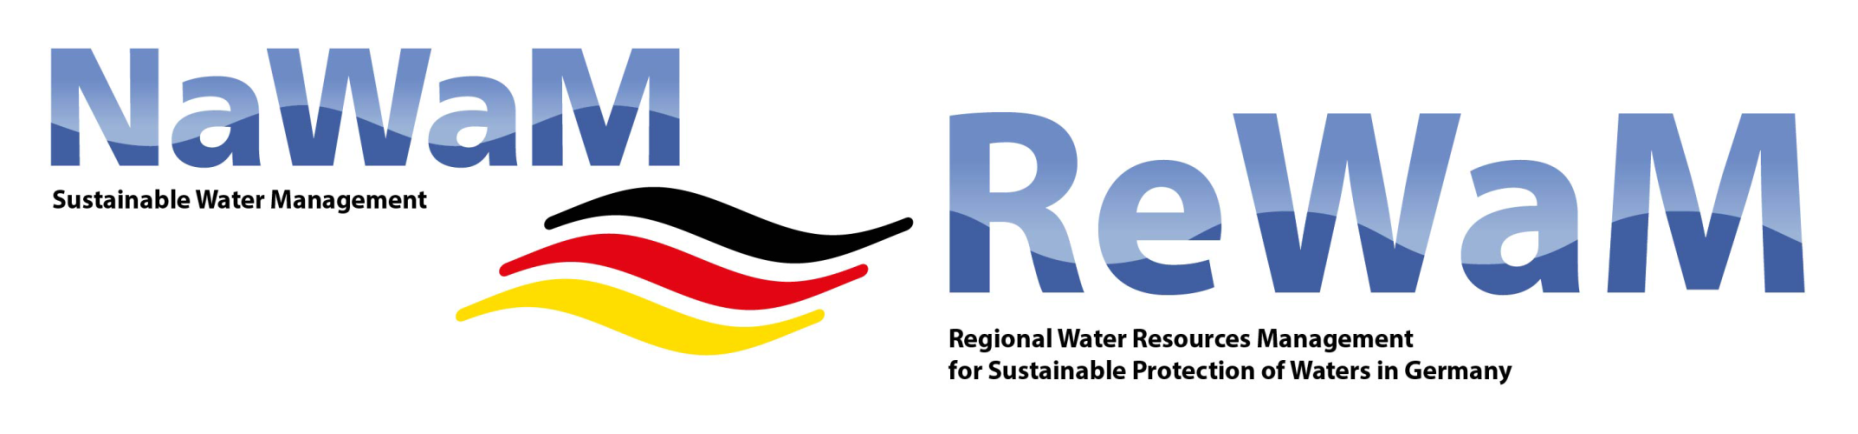 NaWaM
Sustainable Water Management
ReWaM
Regional Water Resources Management
for Sustainable Protection of Waters in Germany